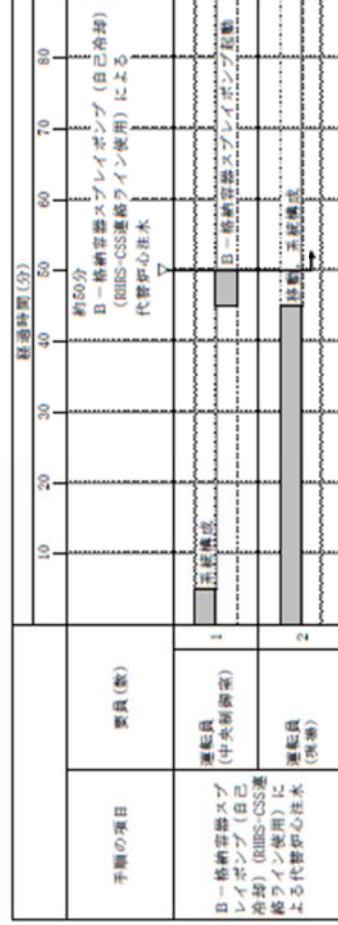 経過時間(分)
10 20 30 40 50 60 70 80
手順の項目
要員(数)
約50分
B－格納容器スプレイポンプ（自己冷却）
(RHRS-CSS連絡ライン使用）による
代替炉心注水
▽
B－格納容器スプ
レイポンプ（自己
冷却）(RHRS-CSS連
絡ライン使用）に
よる代替炉心注水
運転員
(中央制御室)
1
系統構成
B－格納容器スプレイポンプ起動
運転員
(現場)
2
移動、系統構成